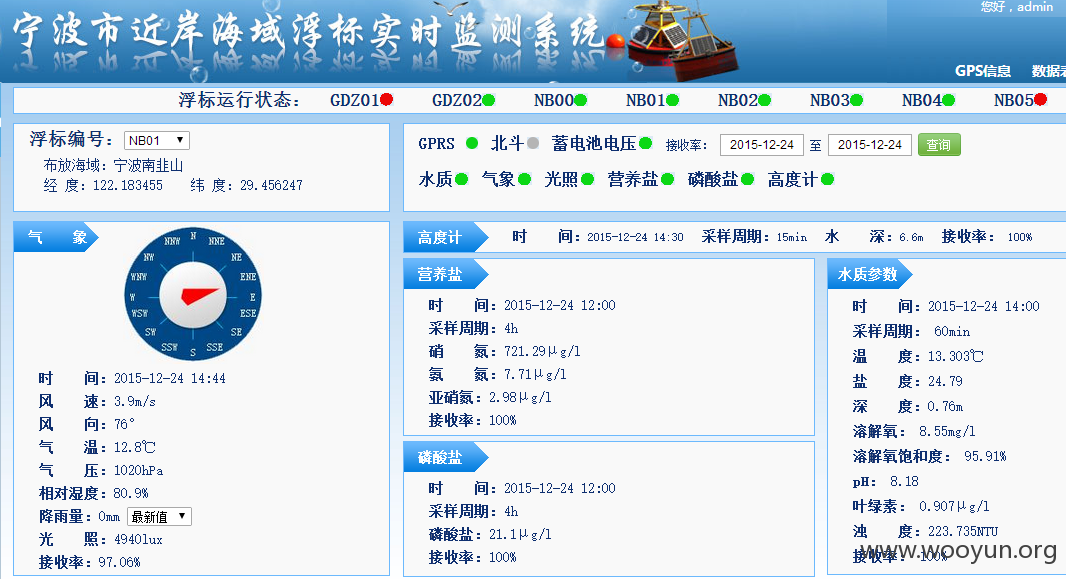 您好，admin
宁波市近岸海域浮标实时监测系统
GPS信息 数据表
浮标运行状态： GDZ01 GDZ02 NB00 NB01 NB02 NB03 NB04 NB05
浮标编号： NB01
布放海域：宁波南韭山
经 度：122.183455 纬 度：29.456247
GPRS 北斗 蓄电池电压 接收率： 2015-12-24 至 2015-12-24 查询
水质 气象 光照 营养盐 磷酸盐 高度计
气 象
N NNE NE ENE E ESE SE SSE S SSW SW WSW W WNW NW NNW
时 间：2015-12-24 14:44
风 速：3.9m/s
风 向：76°
气 温：12.8℃
气 压：1020hPa
相对湿度：80.9%
降雨量：0mm 最新值
光 照：4940lux
接收率：97.06%
高度计 时 间：2015-12-24 14:30 采样周期：15min 水 深：6.6m 接收率： 100%
营养盐
时 间：2015-12-24 12:00
采样周期：4h
硝 氮：721.29μg/l
氨 氮：7.71μg/l
亚硝氮：2.98μg/l
接收率：100%
磷酸盐
时 间：2015-12-24 12:00
采样周期：4h
磷酸盐：21.1μg/l
接收率：100%
水质参数
时 间：2015-12-24 14:00
采样周期： 60min
温 度：13.303℃
盐 度：24.79
深 度：0.76m
溶解氧： 8.55mg/l
溶解氧饱和度： 95.91%
pH： 8.18
叶绿素： 0.907μg/l
浊 度：223.735NTU
接收率： 100%
www.wooyun.org